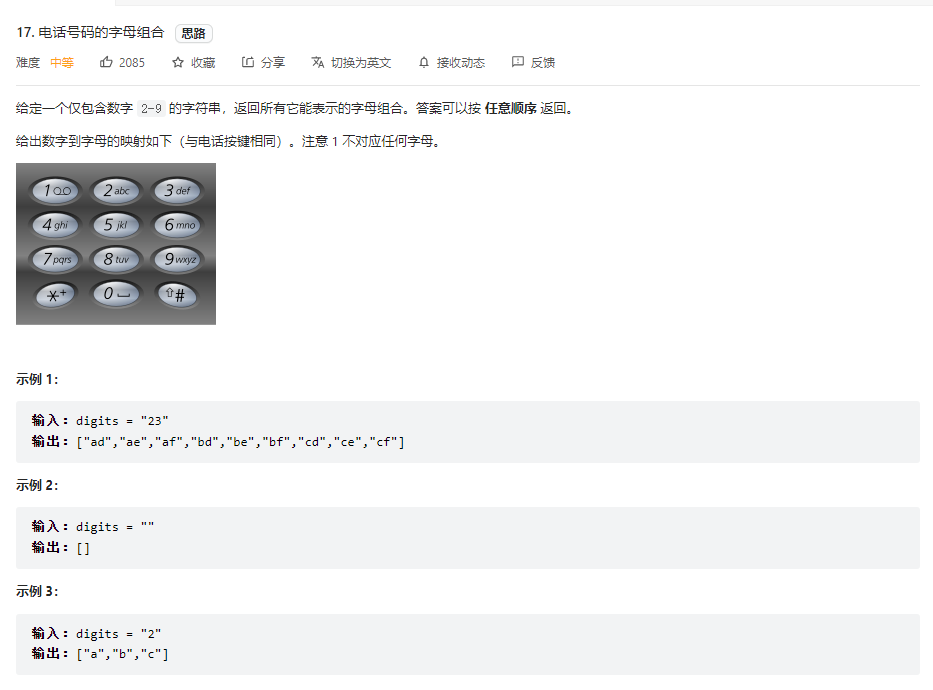 17. 电话号码的字母组合 思路
难度 中等 2085 收藏 分享 切换为英文 接收动态 反馈
给定一个仅包含数字 2-9 的字符串，返回所有它能表示的字母组合。答案可以按 任意顺序 返回。
给出数字到字母的映射如下（与电话按键相同）。注意 1 不对应任何字母。
1 2 abc 3 def
4 ghi 5 jkl 6 mno
7 pqrs 8 tuv 9 wxyz
* + 0 #
示例 1：
输入：digits = "23"
输出：["ad","ae","af","bd","be","bf","cd","ce","cf"]
示例 2：
输入：digits = ""
输出：[]
示例 3：
输入：digits = "2"
输出：["a","b","c"]